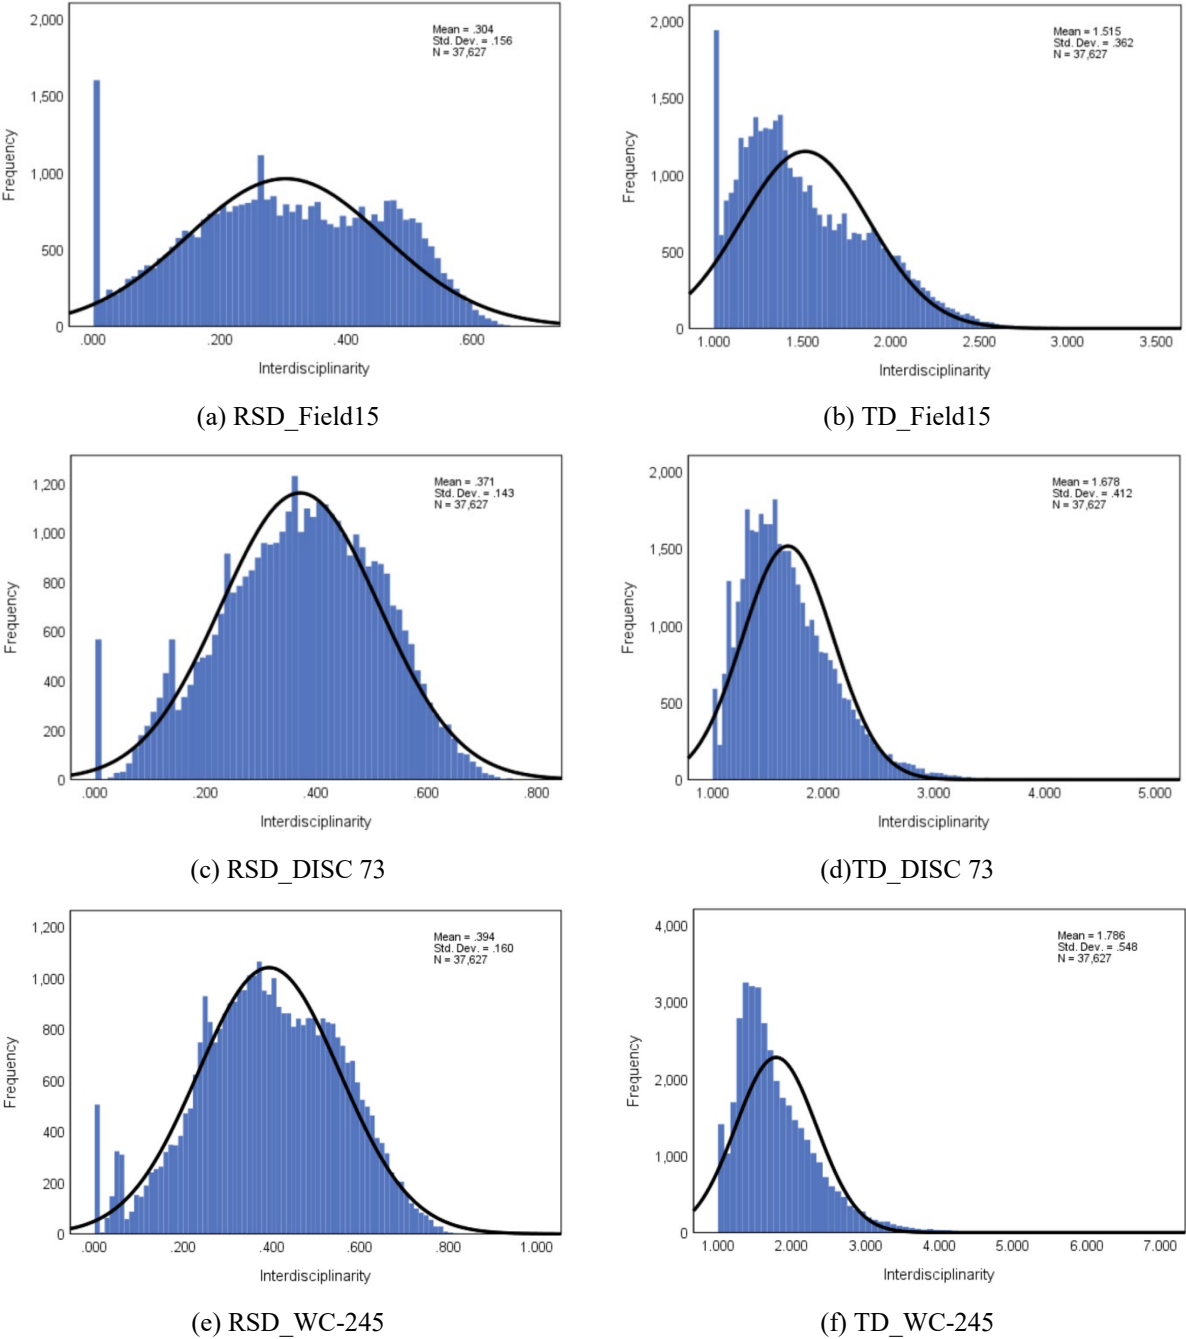 2,000
1,500
1,000
500
0
Frequency
Mean = .304
Std. Dev. = .156
N = 37,627
.000 .200 .400 .600
Interdisciplinarity
(a) RSD_Field15
2,000
1,500
1,000
500
0
Frequency
Mean = 1.515
Std. Dev. = .362
N = 37,627
1.000 1.500 2.000 2.500 3.000 3.500
Interdisciplinarity
(b) TD_Field15
1,200
1,000
800
600
400
200
0
Frequency
Mean = .371
Std. Dev. = .143
N = 37,627
.000 .200 .400 .600 .800
Interdisciplinarity
(c) RSD_DISC 73
2,000
1,500
1,000
500
0
Frequency
Mean = 1.678
Std. Dev. = .412
N = 37,627
1.000 2.000 3.000 4.000 5.000
Interdisciplinarity
(d)TD_DISC 73
1,200
1,000
800
600
400
200
0
Frequency
Mean = .394
Std. Dev. = .160
N = 37,627
.000 .200 .400 .600 .800 1.000
Interdisciplinarity
(e) RSD_WC-245
4,000
3,000
2,000
1,000
0
Frequency
Mean = 1.786
Std. Dev. = .548
N = 37,627
1.000 2.000 3.000 4.000 5.000 6.000 7.000
Interdisciplinarity
(f) TD_WC-245